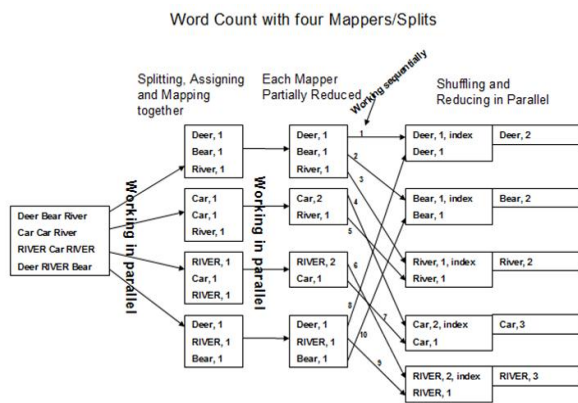 Word Count with four Mappers/Splits
Splitting, Assigning
and Mapping
together
Each Mapper
Partially Reduced
Working sequentially
Shuffling and
Reducing in Parallel
Deer Bear River
Car Car River
RIVER Car RIVER
Deer RIVER Bear
Working in parallel
Deer, 1
Bear, 1
River, 1
Car, 1
Car, 1
River, 1
RIVER, 1
Car, 1
RIVER, 1
Deer, 1
RIVER, 1
Bear, 1
Working in parallel
Deer, 1
Bear, 1
River, 1
Car, 2
River, 1
RIVER, 2
Car, 1
Deer, 1
RIVER, 1
Bear, 1
1
2
3
4
5
6
8
7
10
9
Deer, 1, index
Deer, 1
Deer, 2
Bear, 1, index
Bear, 1
Bear, 2
River, 1, index
River, 1
River, 2
Car, 2, index
Car, 1
Car, 3
RIVER, 2, index
RIVER, 1
RIVER, 3